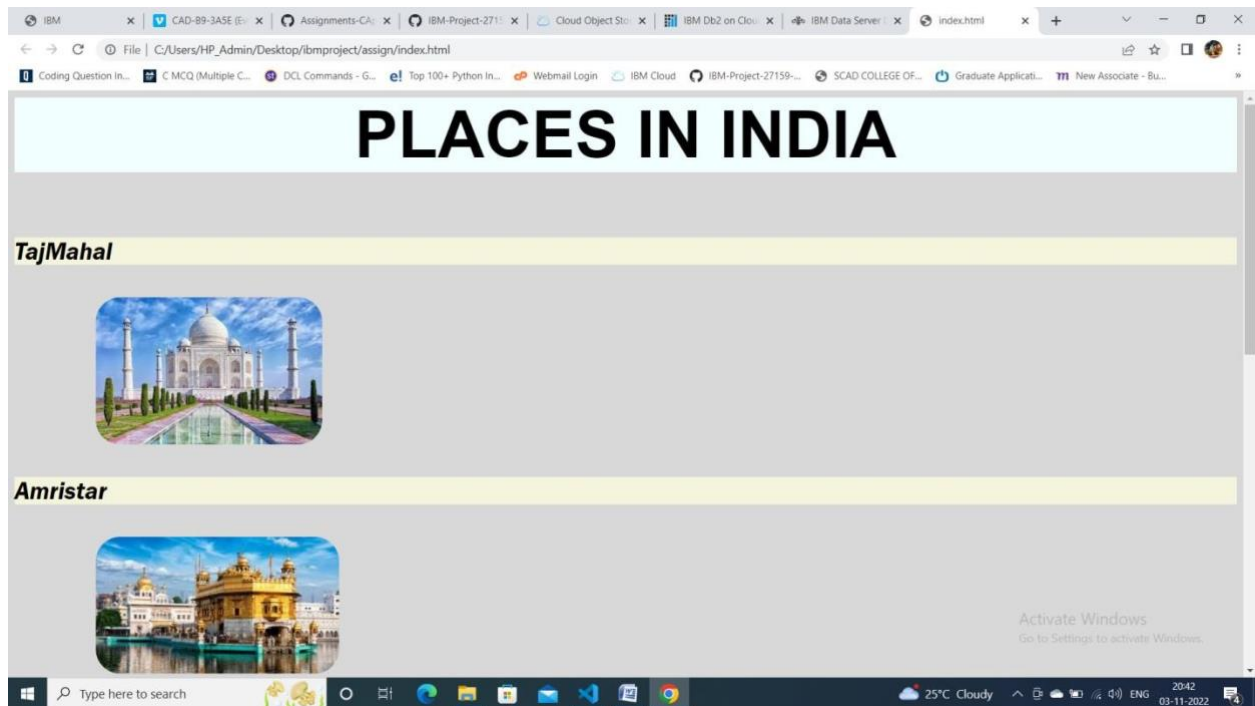 IBM
CAD-B9-3A5E (Ev
Assignments-CA
IBM-Project-271
Cloud Object Sto
IBM Db2 on Clou
IBM Data Server
index.html
File | C:/Users/HP_Admin/Desktop/ibmproject/assign/index.html
Coding Question In...
C MCQ (Multiple C...
DCL Commands - G...
Top 100+ Python In...
Webmail Login
IBM Cloud
IBM-Project-27159-...
SCAD COLLEGE OF...
Graduate Applicati...
New Associate - Bu...
PLACES IN INDIA
TajMahal
Amristar
Activate Windows
Go to Settings to activate Windows.
Type here to search
25°C Cloudy
ENG
20:42
03-11-2022